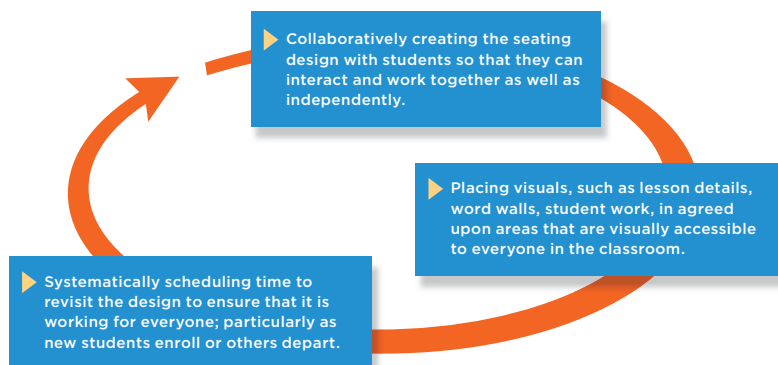 Collaboratively creating the seating
design with students so that they can
interact and work together as well as
independently.
Placing visuals, such as lesson details,
word walls, student work, in agreed
upon areas that are visually accessible
to everyone in the classroom.
Systematically scheduling time to
revisit the design to ensure that it is
working for everyone; particularly as
new students enroll or others depart.